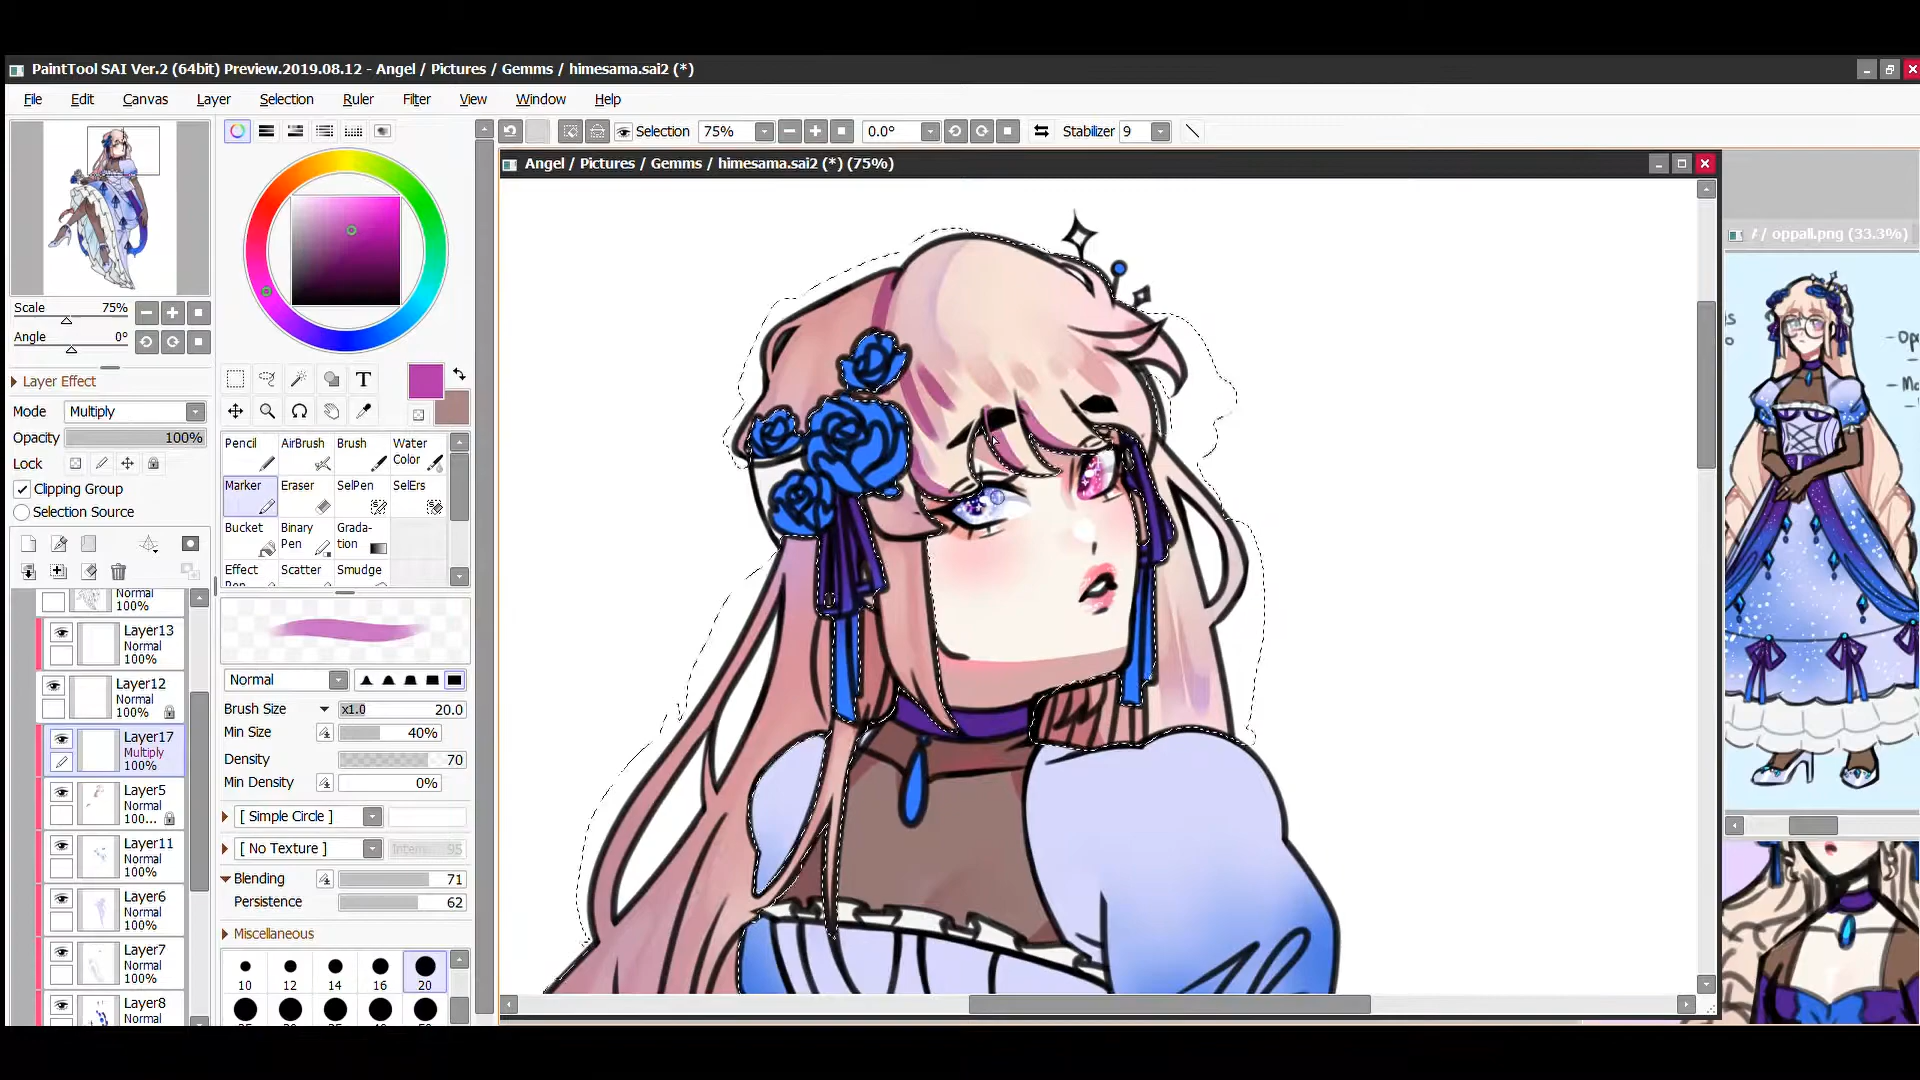 PaintTool SAI Ver.2 (64bit) Preview.2019.08.12 - Angel / Pictures / Gemms / himesama.sai2 (*)
File Edit Canvas Layer Selection Ruler Filter View Window Help
Selection 75% 0.0° Stabilizer 9
Angel / Pictures / Gemms / himesama.sai2 (*) (75%)
/ oppall.png (33.3%)
Scale 75%
Angle 0°
Layer Effect
Mode Multiply
Opacity 100%
Lock
Clipping Group
Selection Source
Normal
100%
Layer13
Normal
100%
Layer12
Normal
100%
Layer17
Multiply
100%
Layer5
Normal
100...
Layer11
Normal
100%
Layer6
Normal
100%
Layer7
Normal
100%
Layer8
Normal
T
Pencil AirBrush Brush Water Color
Marker Eraser SelPen SelErs
Bucket Binary Pen Grada-tion
Effect Scatter Smudge
Normal
Brush Size x1.0 20.0
Min Size 40%
Density 70
Min Density 0%
[ Simple Circle ]
[ No Texture ] 95
Blending 71
Persistence 62
Miscellaneous
10 12 14 16 20